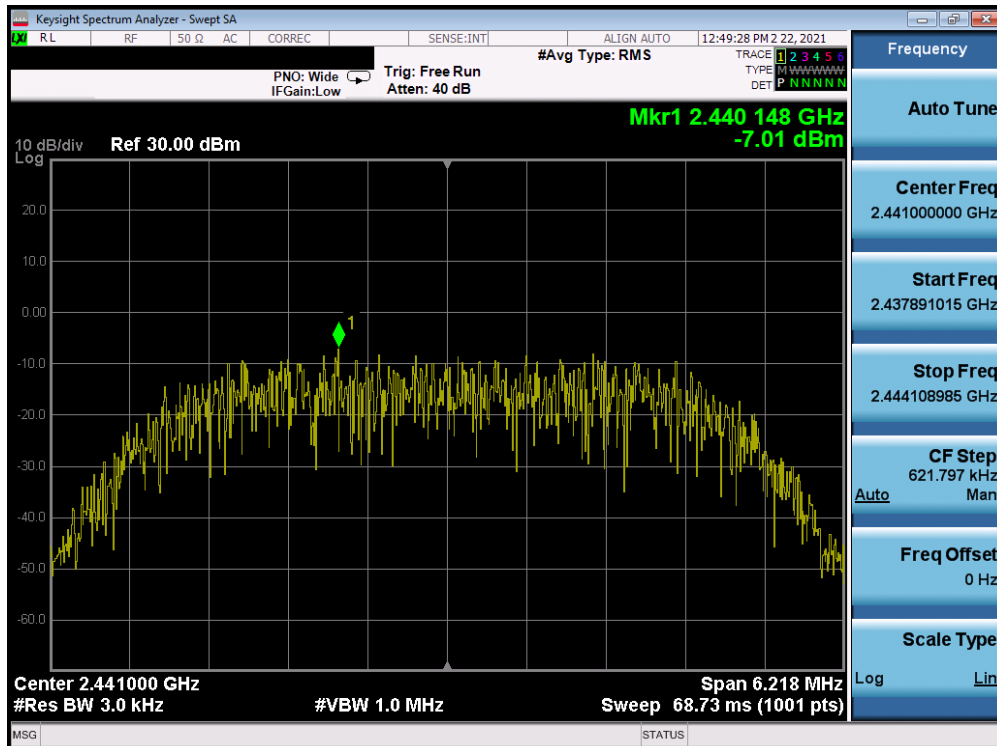 Keysight Spectrum Analyzer - Swept SA
LXI RL RF 50 Ω AC CORREC SENSE:INT ALIGN AUTO 12:49:28 PM 2 22, 2021
PNO: Wide
IFGain:Low
Trig: Free Run
Atten: 40 dB
#Avg Type: RMS
TRACE 1 2 3 4 5 6
TYPE M WWWWW
DET P N N N N N
Mkr1 2.440 148 GHz
-7.01 dBm
10 dB/div Ref 30.00 dBm
Log
20.0
10.0
0.00
-10.0
-20.0
-30.0
-40.0
-50.0
-60.0
1
Center 2.441000 GHz Span 6.218 MHz
#Res BW 3.0 kHz #VBW 1.0 MHz Sweep 68.73 ms (1001 pts)
MSG STATUS
Frequency
Auto Tune
Center Freq
2.441000000 GHz
Start Freq
2.437891015 GHz
Stop Freq
2.444108985 GHz
CF Step
621.797 kHz
Auto Man
Freq Offset
0 Hz
Scale Type
Log Lin